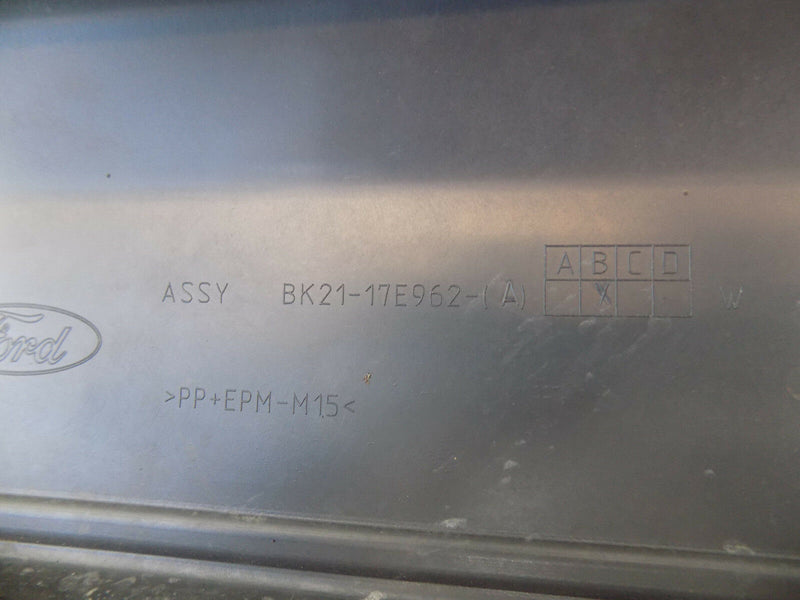 A B C D
ASSY BK21-17E962-(A) X W
Ford
>PP+EPM-M15<